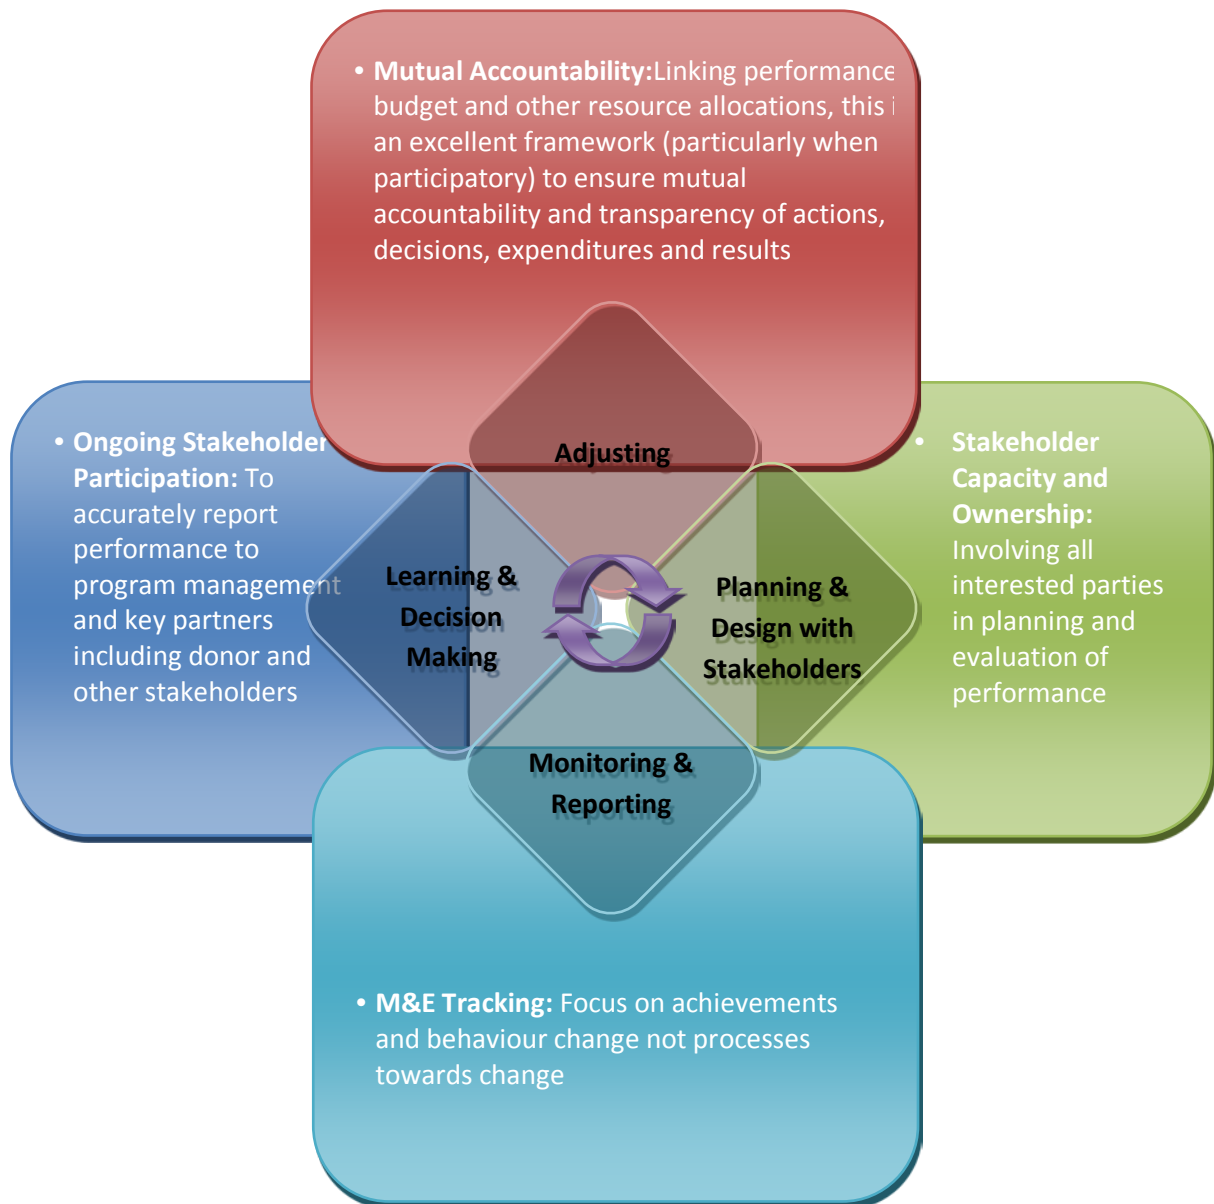 • Mutual Accountability:Linking performance
budget and other resource allocations, this i
an excellent framework (particularly when
participatory) to ensure mutual
accountability and transparency of actions,
decisions, expenditures and results
Adjusting
• Ongoing Stakeholder
Participation: To
accurately report
performance to
program management
and key partners
including donor and
other stakeholders
Learning &
Decision
Making
Planning &
Design with
Stakeholders
• Stakeholder
Capacity and
Ownership:
Involving all
interested parties
in planning and
evaluation of
performance
Monitoring &
Reporting
• M&E Tracking: Focus on achievements
and behaviour change not processes
towards change